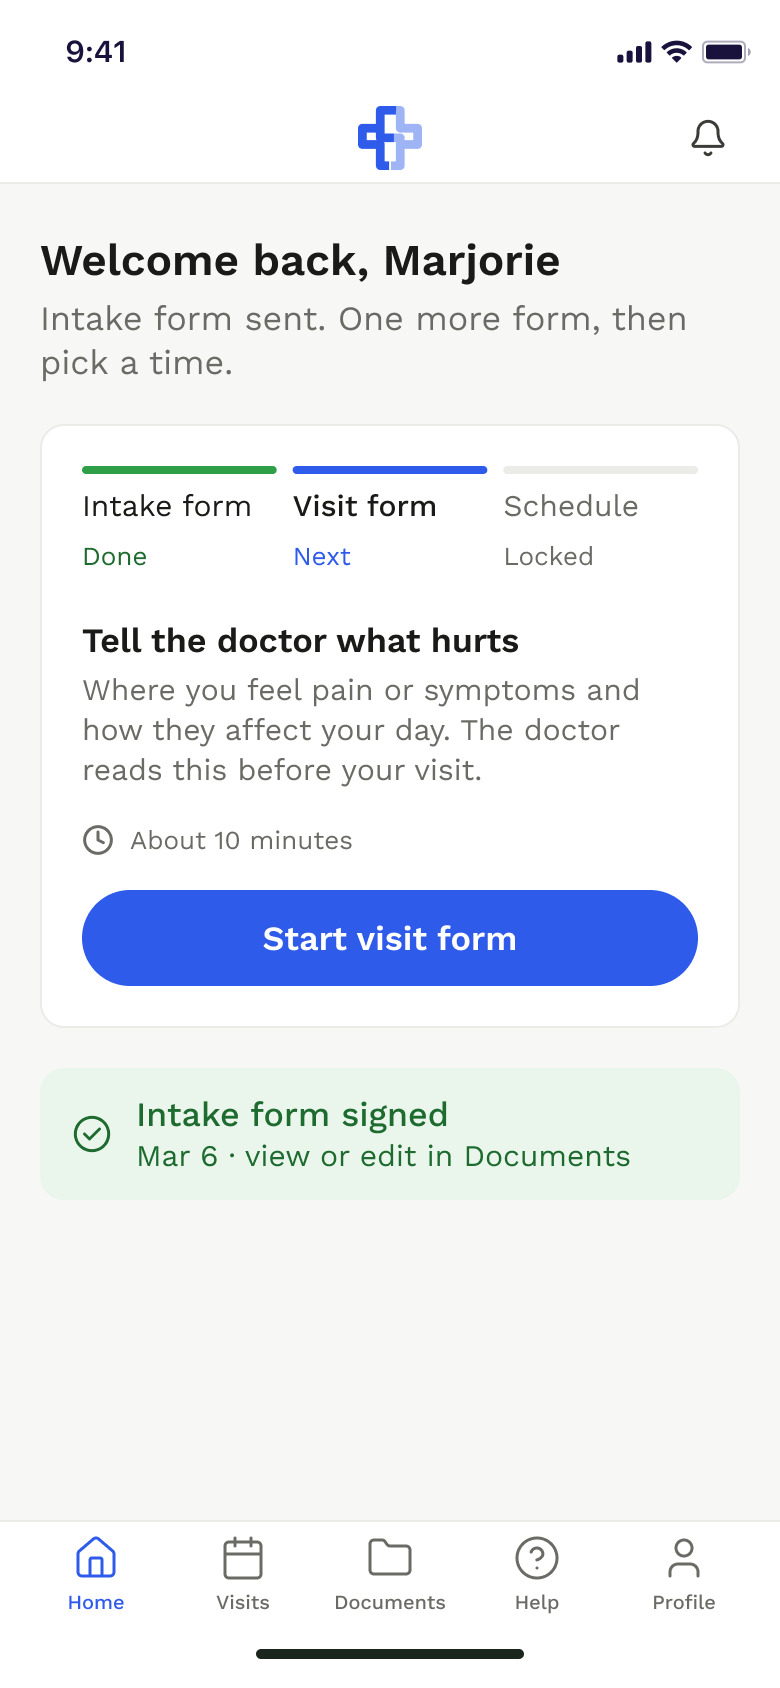 9:41
Welcome back, Marjorie
Intake form sent. One more form, then
pick a time.
Intake form
Visit form
Schedule
Done
Next
Locked
Tell the doctor what hurts
Where you feel pain or symptoms and
how they affect your day. The doctor
reads this before your visit.
About 10 minutes
Start visit form
Intake form signed
Mar 6 · view or edit in Documents
Home
Visits
Documents
Help
Profile